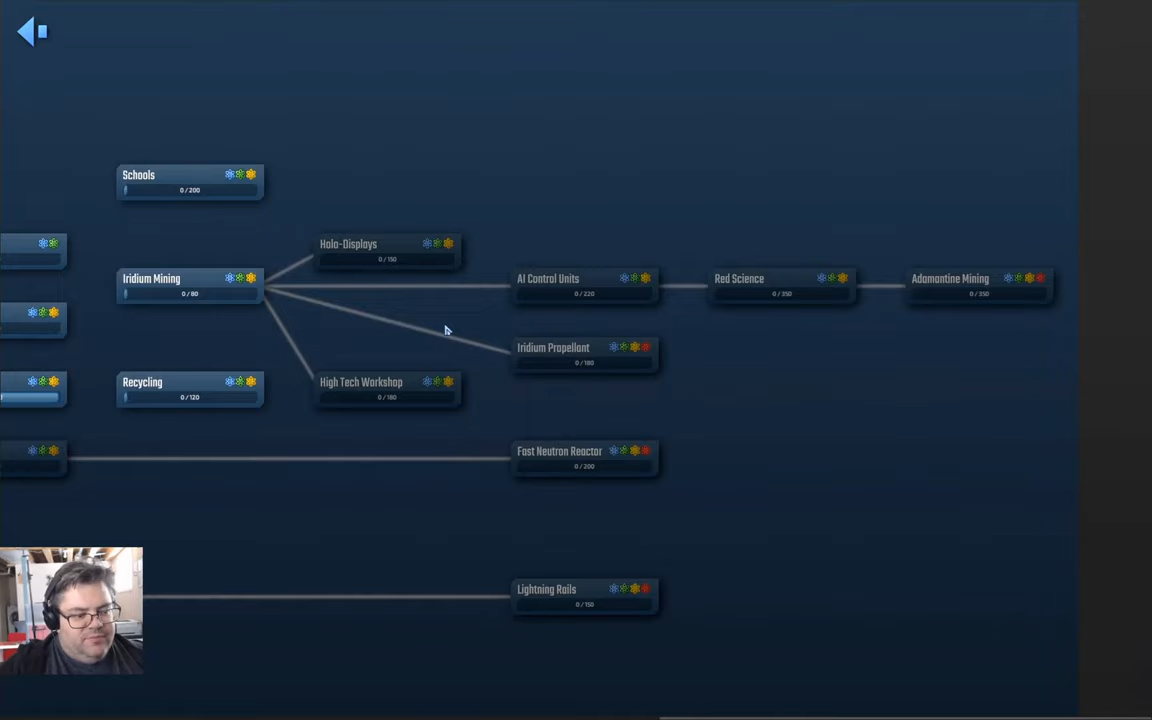 Schools
0 / 200
Holo-Displays
0 / 150
Iridium Mining
0 / 80
AI Control Units
0 / 220
Red Science
0 / 350
Adamantine Mining
0 / 350
Iridium Propellant
0 / 180
Recycling
0 / 120
High Tech Workshop
0 / 180
Fast Neutron Reactor
0 / 200
Lightning Rails
0 / 150